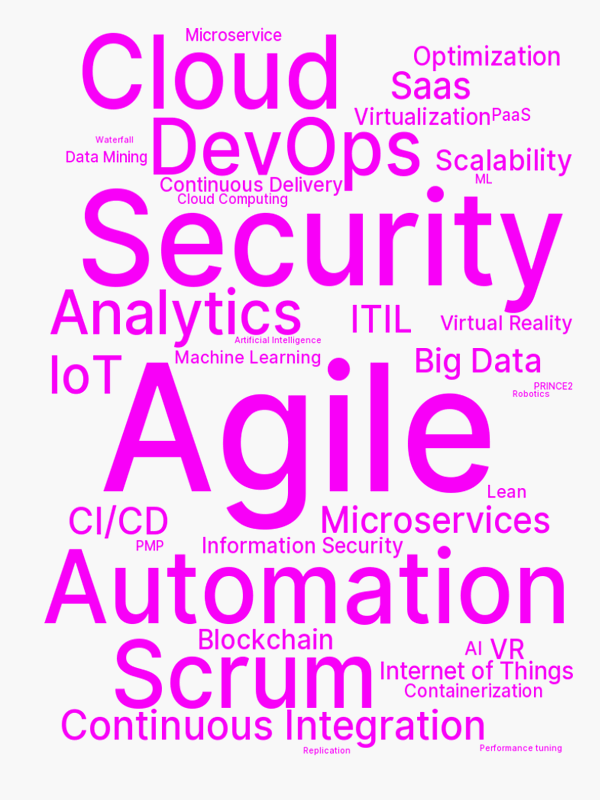 Microservice
Cloud
Optimization
Saas
Virtualization
PaaS
DevOps
Waterfall
Data Mining
Scalability
ML
Continuous Delivery
Cloud Computing
Security
Analytics
ITIL
Virtual Reality
Artificial Intelligence
Machine Learning
Big Data
IoT
PRINCE2
Robotics
Agile
Lean
CI/CD
Microservices
PMP
Information Security
Automation
Blockchain
AI
VR
Scrum
Internet of Things
Containerization
Continuous Integration
Replication
Performance tuning